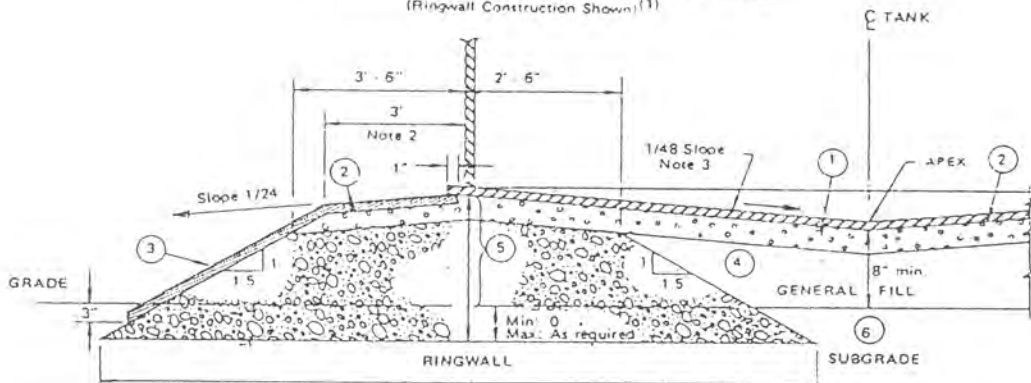 (Ringwall Construction Shown)(1)
℄ TANK
3' - 6"
2' - 6"
3'
Note 2
1"
1/48 Slope
Note 3
1
APEX
2
2
Slope 1/24
3
1
1.5
5
1
1.5
4
8" min.
GRADE
3"
GENERAL FILL
Min: 0
Max: As required
6
RINGWALL
SUBGRADE